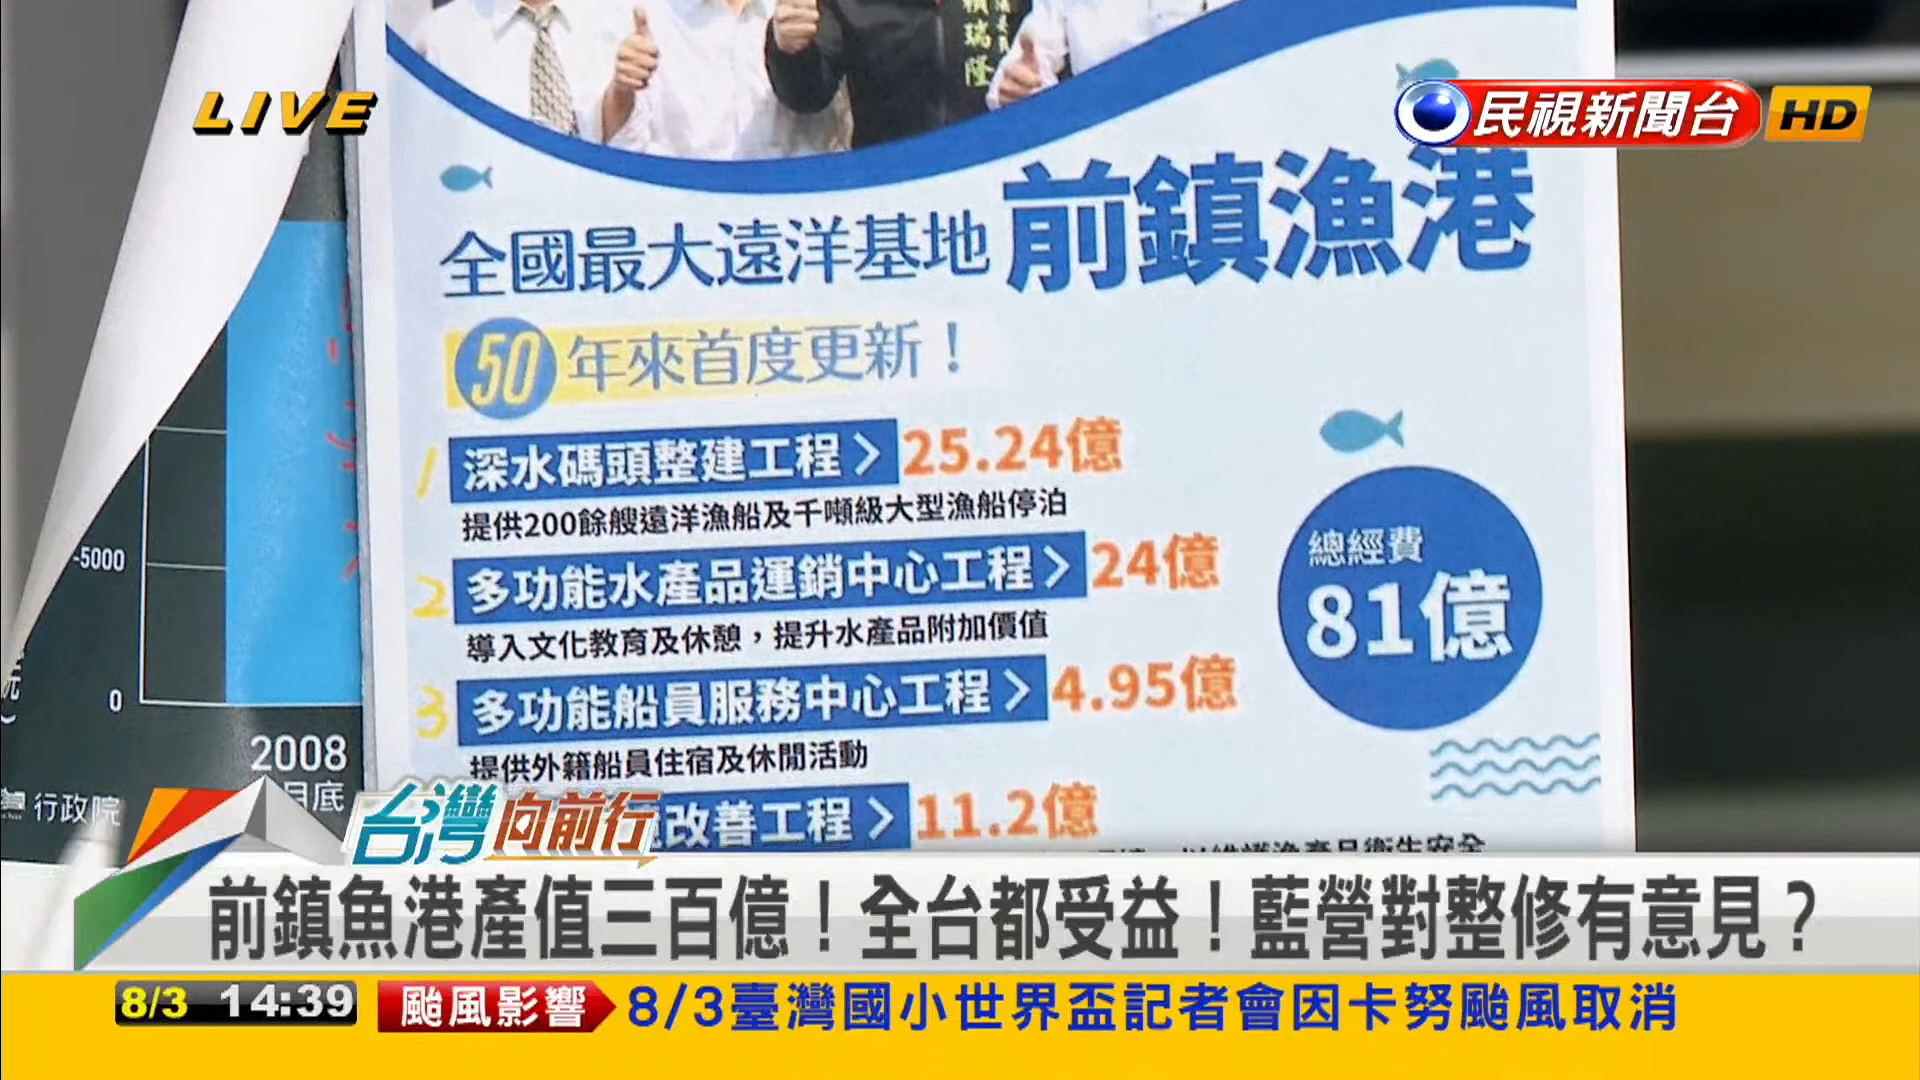 賴瑞隆
LIVE
民視新聞台 HD
全國最大遠洋基地 前鎮漁港
50年來首度更新！
1 深水碼頭整建工程 > 25.24億
提供200餘艘遠洋漁船及千噸級大型漁船停泊
2 多功能水產品運銷中心工程 > 24億
導入文化教育及休憩，提升水產品附加價值
3 多功能船員服務中心工程 > 4.95億
提供外籍船員住宿及休閒活動
改善工程 > 11.2億
總經費
81億
-5000
0
2008
月底
行政院
台灣向前行
前鎮魚港產值三百億！全台都受益！藍營對整修有意見？
8/3 14:39 颱風影響 8/3臺灣國小世界盃記者會因卡努颱風取消